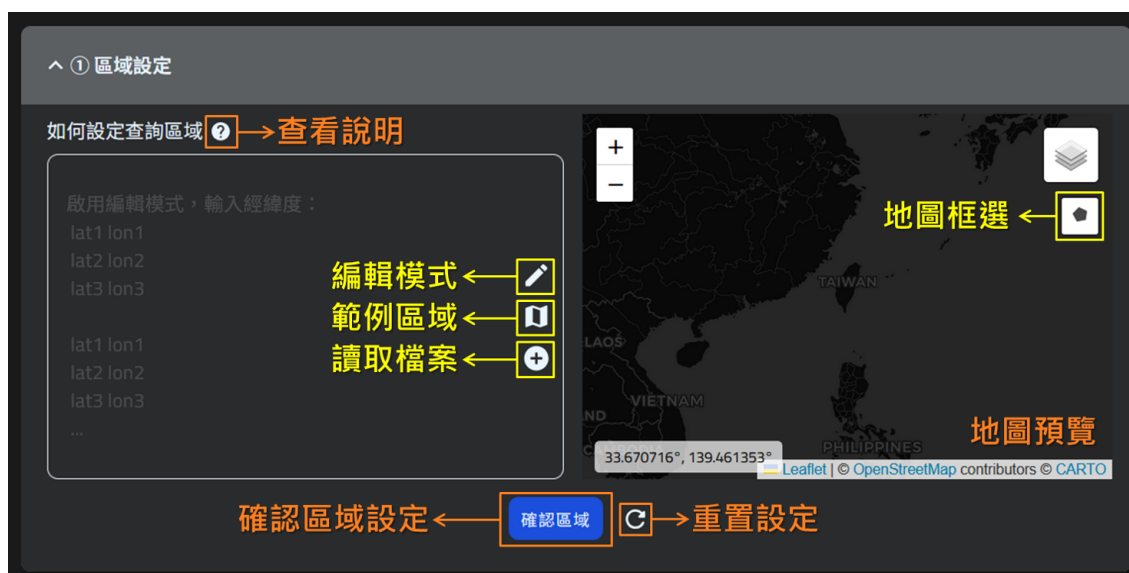 ① 區域設定
如何設定查詢區域 ? →查看說明
啟用編輯模式，輸入經緯度：
lat1 lon1
lat2 lon2
lat3 lon3
lat1 lon1
lat2 lon2
lat3 lon3
...
編輯模式←
範例區域←
讀取檔案←
+
−
地圖框選←
TAIWAN
LAOS
VIETNAM
ND
PHILIPPINES
地圖預覽
33.670716°, 139.461353°
Leaflet | © OpenStreetMap contributors © CARTO
確認區域設定← 確認區域 →重置設定